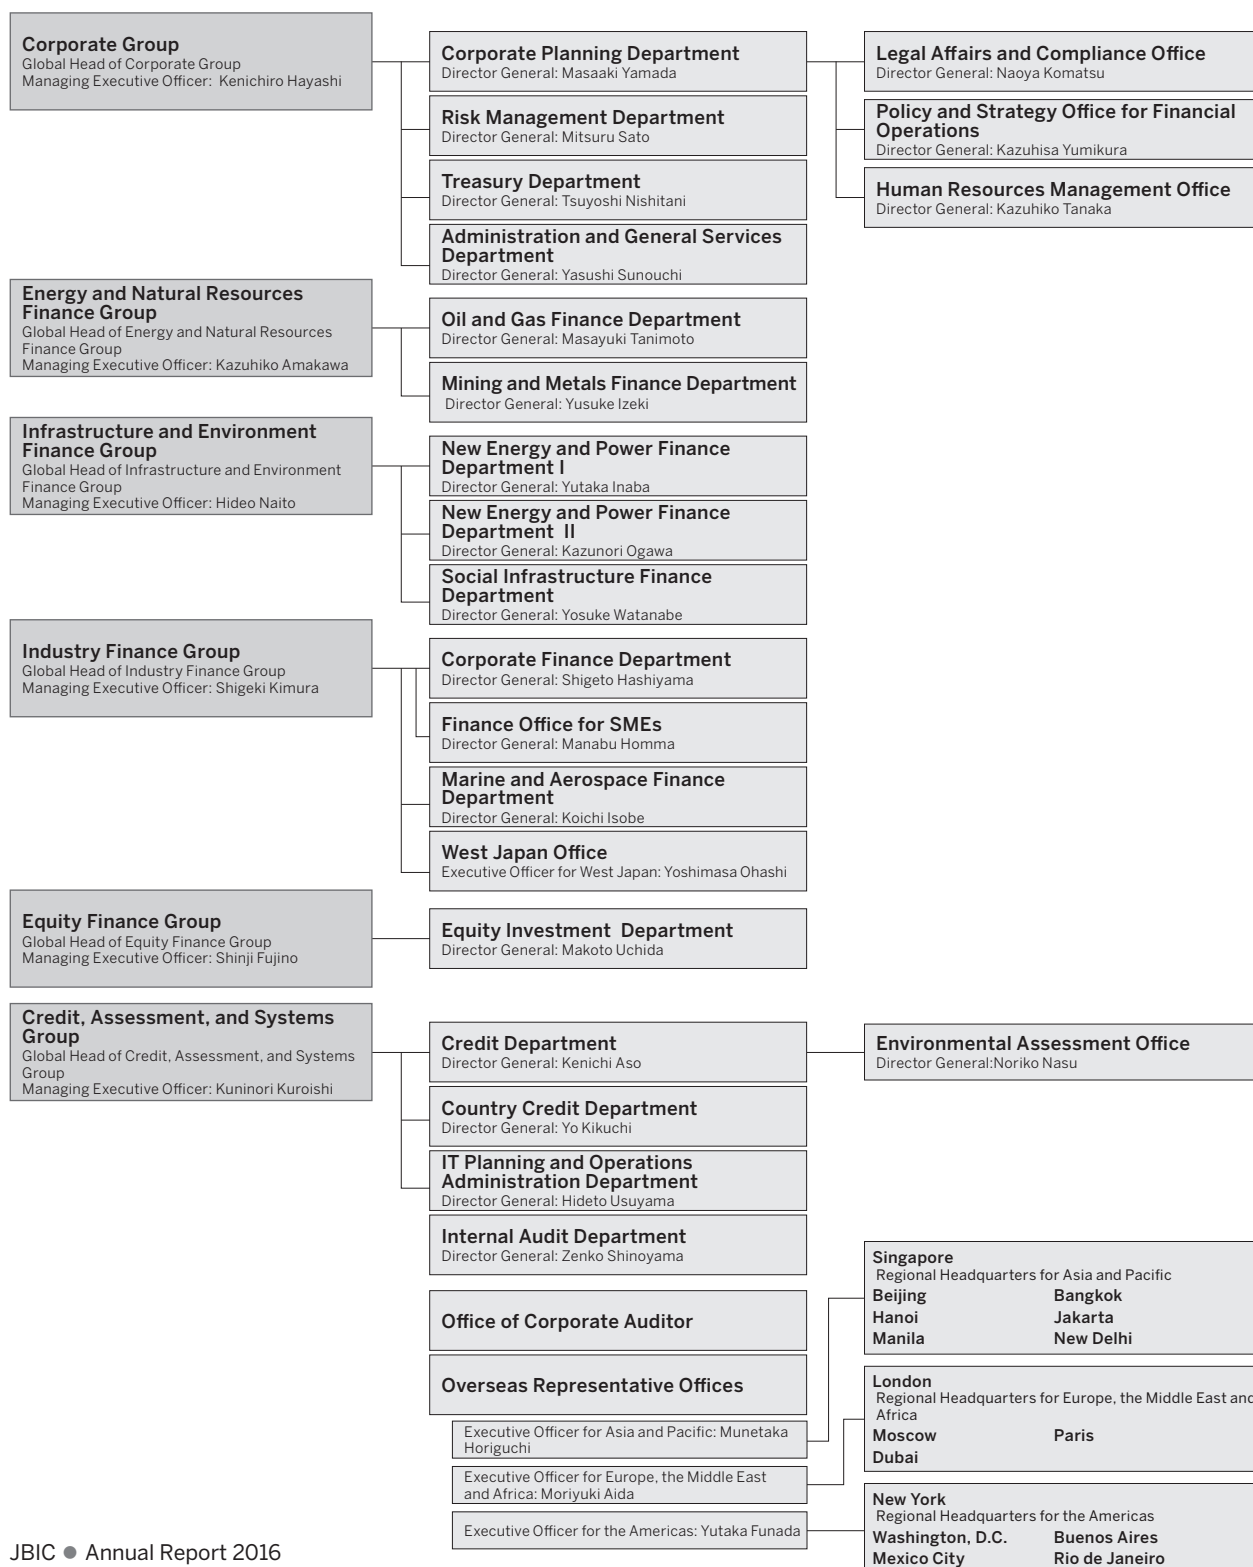 Corporate Group
Global Head of Corporate Group
Managing Executive Officer: Kenichiro Hayashi
Corporate Planning Department
Director General: Masaaki Yamada
Legal Affairs and Compliance Office
Director General: Naoya Komatsu
Policy and Strategy Office for Financial
Operations
Director General: Kazuhisa Yumikura
Human Resources Management Office
Director General: Kazuhiko Tanaka
Risk Management Department
Director General: Mitsuru Sato
Treasury Department
Director General: Tsuyoshi Nishitani
Administration and General Services
Department
Director General: Yasushi Sunouchi
Energy and Natural Resources
Finance Group
Global Head of Energy and Natural Resources
Finance Group
Managing Executive Officer: Kazuhiko Amakawa
Oil and Gas Finance Department
Director General: Masayuki Tanimoto
Mining and Metals Finance Department
Director General: Yusuke Izeki
Infrastructure and Environment
Finance Group
Global Head of Infrastructure and Environment
Finance Group
Managing Executive Officer: Hideo Naito
New Energy and Power Finance
Department I
Director General: Yutaka Inaba
New Energy and Power Finance
Department II
Director General: Kazunori Ogawa
Social Infrastructure Finance
Department
Director General: Yosuke Watanabe
Industry Finance Group
Global Head of Industry Finance Group
Managing Executive Officer: Shigeki Kimura
Corporate Finance Department
Director General: Shigeto Hashiyama
Finance Office for SMEs
Director General: Manabu Homma
Marine and Aerospace Finance
Department
Director General: Koichi Isobe
West Japan Office
Executive Officer for West Japan: Yoshimasa Ohashi
Equity Finance Group
Global Head of Equity Finance Group
Managing Executive Officer: Shinji Fujino
Equity Investment Department
Director General: Makoto Uchida
Credit, Assessment, and Systems
Group
Global Head of Credit, Assessment, and Systems
Group
Managing Executive Officer: Kuninori Kuroishi
Credit Department
Director General: Kenichi Aso
Environmental Assessment Office
Director General:Noriko Nasu
Country Credit Department
Director General: Yo Kikuchi
IT Planning and Operations
Administration Department
Director General: Hideto Usuyama
Internal Audit Department
Director General: Zenko Shinoyama
Office of Corporate Auditor
Overseas Representative Offices
Executive Officer for Asia and Pacific: Munetaka
Horiguchi
Singapore
Regional Headquarters for Asia and Pacific
Beijing Bangkok
Hanoi Jakarta
Manila New Delhi
Executive Officer for Europe, the Middle East
and Africa: Moriyuki Aida
London
Regional Headquarters for Europe, the Middle East and
Africa
Moscow Paris
Dubai
Executive Officer for the Americas: Yutaka Funada
New York
Regional Headquarters for the Americas
Washington, D.C. Buenos Aires
Mexico City Rio de Janeiro
JBIC ● Annual Report 2016